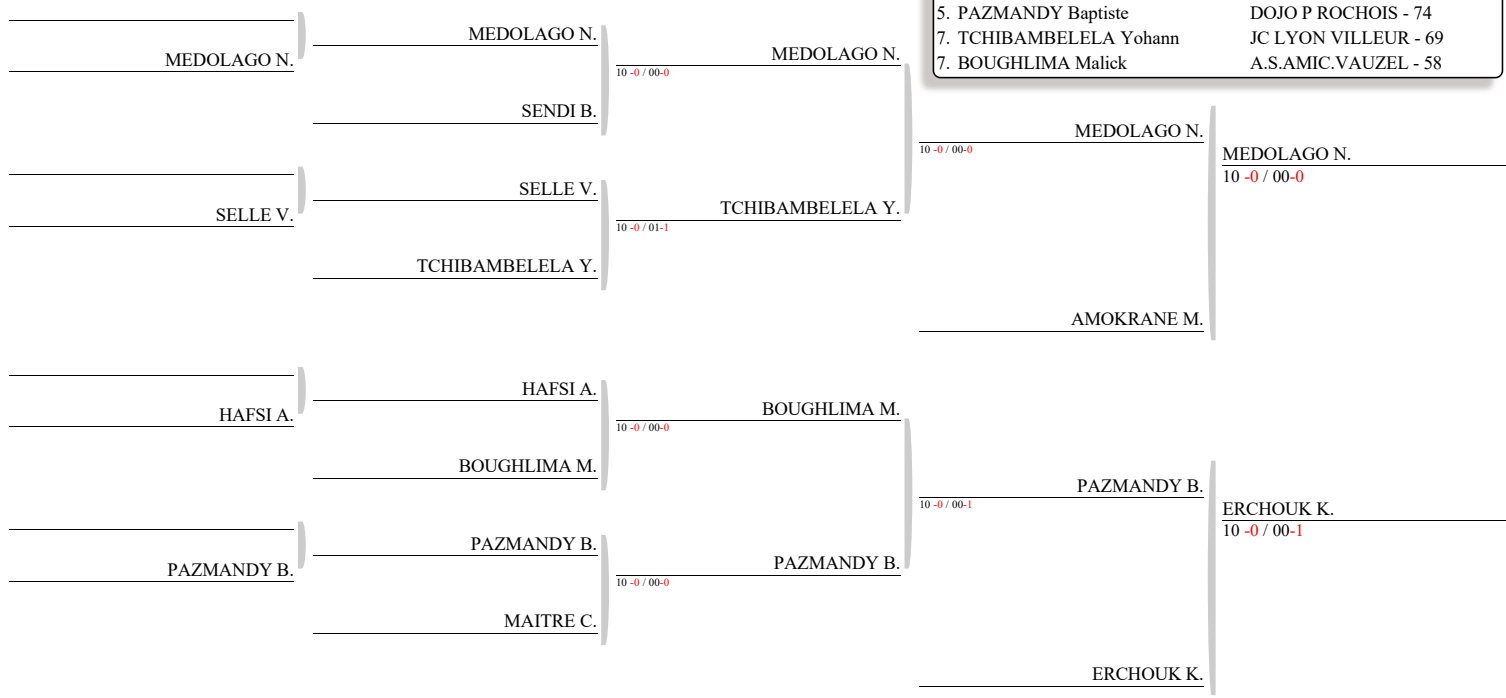 5. PAZMANDY Baptiste DOJO P ROCHOIS - 74
7. TCHIBAMBELELA Yohann JC LYON VILLEUR - 69
7. BOUGHLIMA Malick A.S.AMIC.VAUZEL - 58
MEDOLAGO N.
SELLE V.
HAFSI A.
PAZMANDY B.
MEDOLAGO N.
SENDI B.
SELLE V.
TCHIBAMBELELA Y.
HAFSI A.
BOUGHLIMA M.
PAZMANDY B.
MAITRE C.
MEDOLAGO N.
10 -0 / 00-0
TCHIBAMBELELA Y.
10 -0 / 01-1
BOUGHLIMA M.
10 -0 / 00-0
PAZMANDY B.
10 -0 / 00-0
MEDOLAGO N.
10 -0 / 00-0
AMOKRANE M.
PAZMANDY B.
10 -0 / 00-1
ERCHOUK K.
MEDOLAGO N.
10 -0 / 00-0
ERCHOUK K.
10 -0 / 00-1